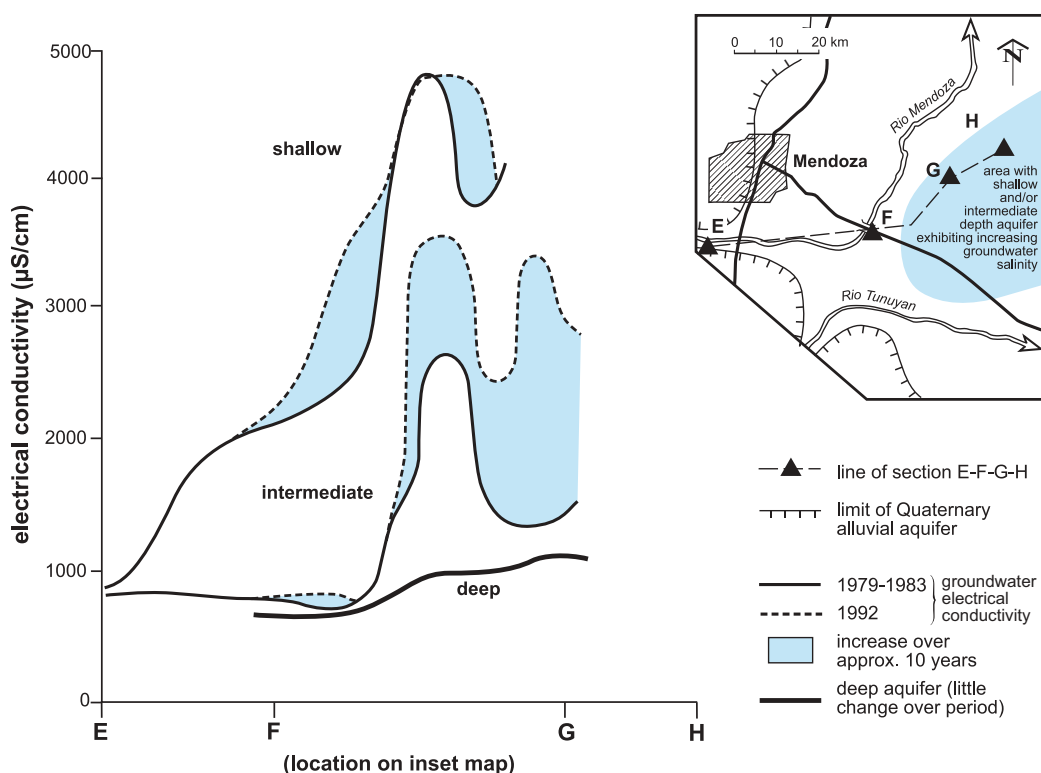 5000
4000
3000
2000
1000
0
electrical conductivity (µS/cm)
shallow
intermediate
deep
E
F
G
H
(location on inset map)
0 10 20 km
N
Rio Mendoza
Mendoza
H
G
F
E
area with
shallow
and/or
intermediate
depth aquifer
exhibiting increasing
groundwater
salinity
Rio Tunuyan
line of section E-F-G-H
limit of Quaternary
alluvial aquifer
1979-1983
1992
groundwater
electrical
conductivity
increase over
approx. 10 years
deep aquifer (little
change over period)